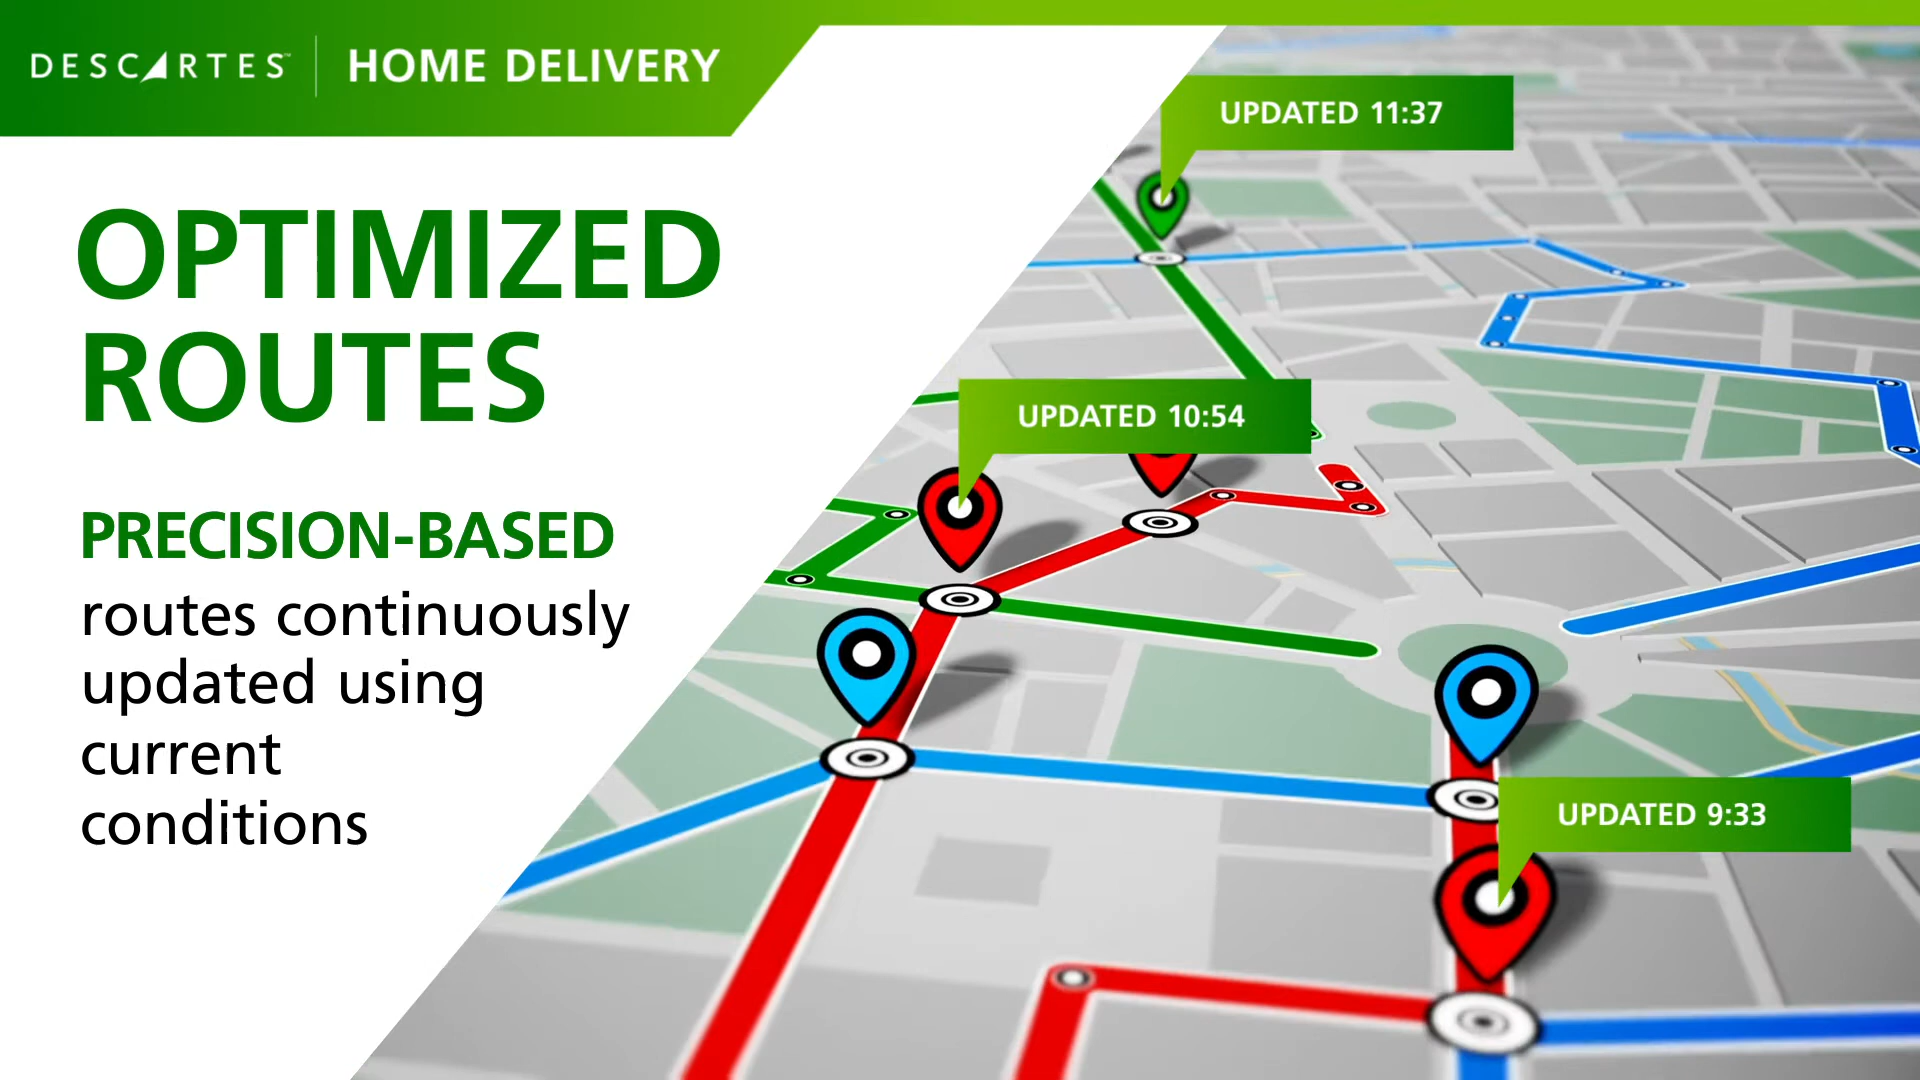 DESCARTES™ HOME DELIVERY
OPTIMIZED
ROUTES
PRECISION-BASED
routes continuously
updated using
current
conditions
UPDATED 11:37
UPDATED 10:54
UPDATED 9:33